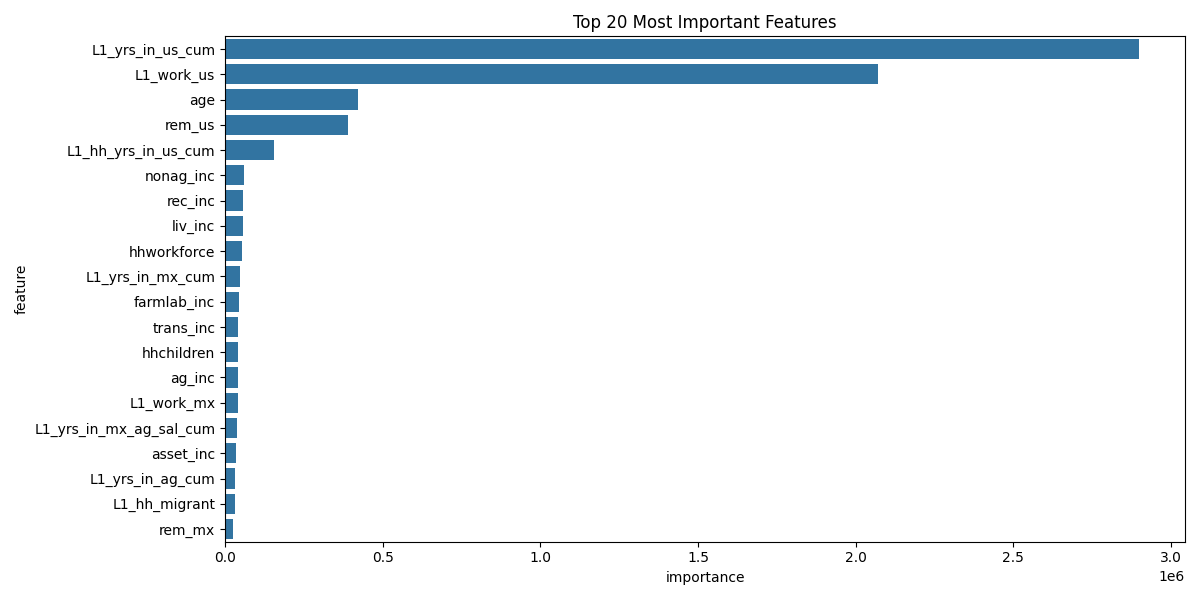 Top 20 Most Important Features
feature
L1_yrs_in_us_cum
L1_work_us
age
rem_us
L1_hh_yrs_in_us_cum
nonag_inc
rec_inc
liv_inc
hhworkforce
L1_yrs_in_mx_cum
farmlab_inc
trans_inc
hhchildren
ag_inc
L1_work_mx
L1_yrs_in_mx_ag_sal_cum
asset_inc
L1_yrs_in_ag_cum
L1_hh_migrant
rem_mx
0.0 0.5 1.0 1.5 2.0 2.5 3.0
1e6
importance